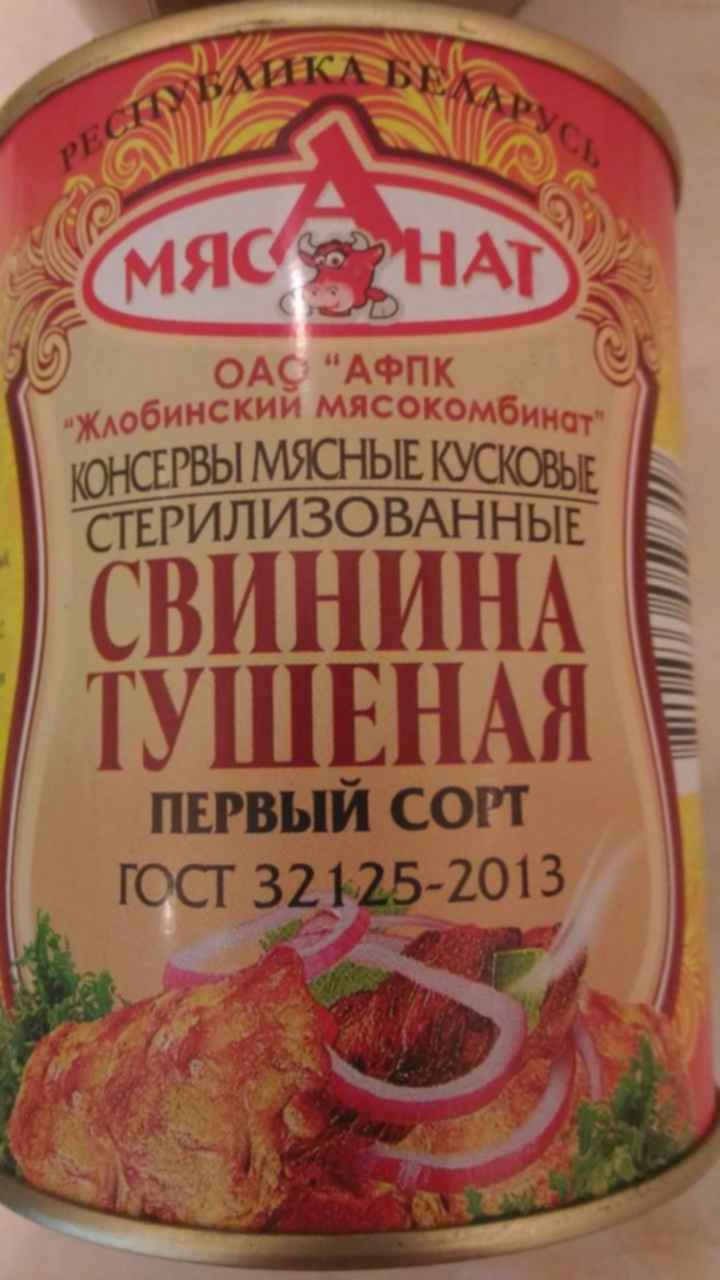 РЕСПУБЛИКА БЕЛАРУСЬ
МЯСАНАТ
ОАО "АФПК
"Жлобинский мясокомбинат"
КОНСЕРВЫ МЯСНЫЕ КУСКОВЫЕ
СТЕРИЛИЗОВАННЫЕ
СВИНИНА
ТУШЕНАЯ
ПЕРВЫЙ СОРТ
ГОСТ 32125-2013